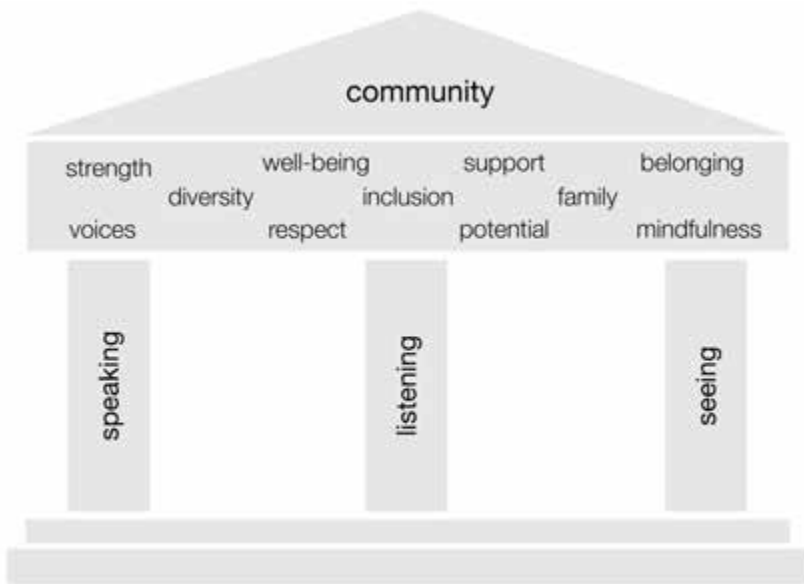 community
strength well-being support belonging
diversity inclusion family
voices respect potential mindfulness
speaking
listening
seeing